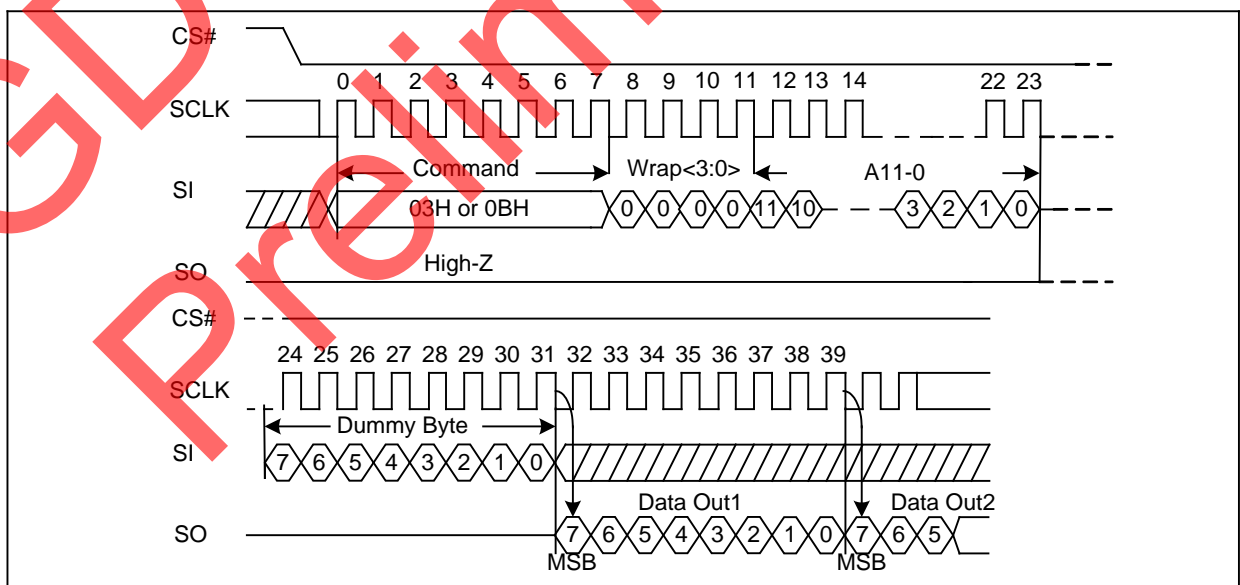 CS#
0 1 2 3 4 5 6 7 8 9 10 11 12 13 14 22 23
SCLK
Command Wrap<3:0> A11-0
SI
03H or 0BH 0 0 0 0 11 10 3 2 1 0
High-Z
SO
CS#
24 25 26 27 28 29 30 31 32 33 34 35 36 37 38 39
SCLK
Dummy Byte
SI
7 6 5 4 3 2 1 0
Data Out1 Data Out2
SO
7 6 5 4 3 2 1 0 7 6 5
MSB MSB
GD
Prelim